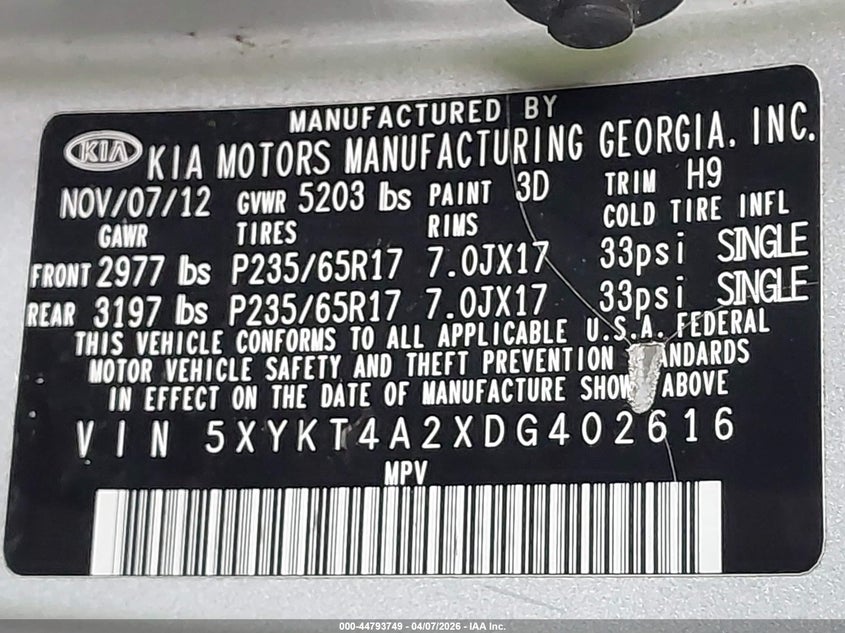 MANUFACTURED BY
KIA KIA MOTORS MANUFACTURING GEORGIA, INC.
NOV/07/12 GVWR 5203 lbs PAINT 3D TRIM H9
GAWR TIRES RIMS COLD TIRE INFL
FRONT 2977 lbs P235/65R17 7.0JX17 33psi SINGLE
REAR 3197 lbs P235/65R17 7.0JX17 33psi SINGLE
THIS VEHICLE CONFORMS TO ALL APPLICABLE U.S.A. FEDERAL
MOTOR VEHICLE SAFETY AND THEFT PREVENTION ANDARDS
IN EFFECT ON THE DATE OF MANUFACTURE SHOW ABOVE
VIN 5XYKT4A2XDG402616
MPV
000-44793749 - 04/07/2026 - IAA Inc.